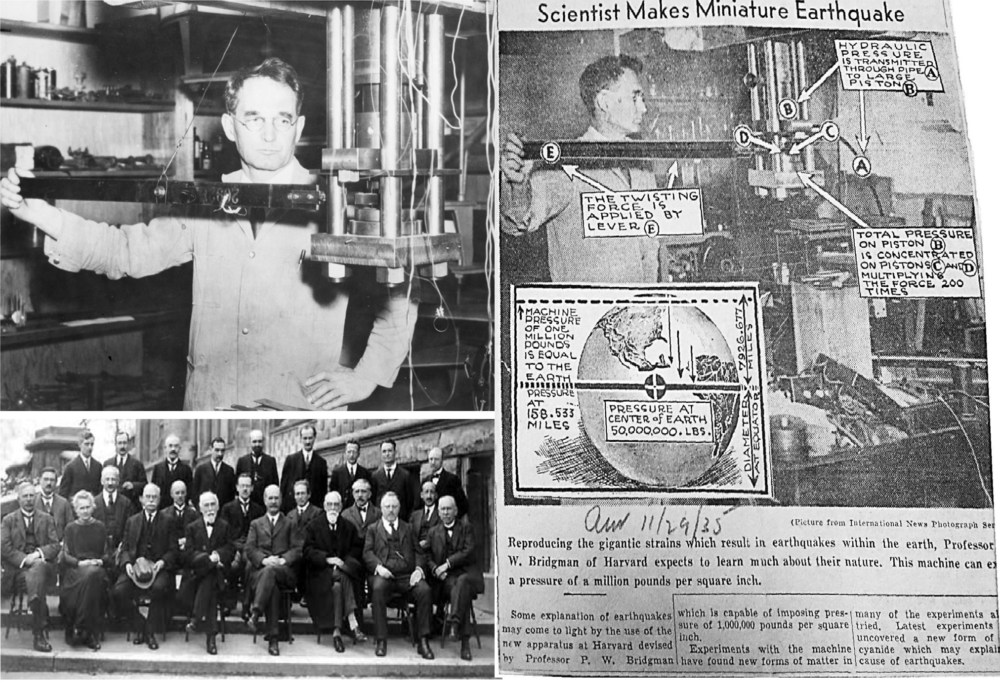 Scientist Makes Miniature Earthquake
HYDRAULIC
PRESSURE
IS TRANSMITTED
THROUGH PIPE A
TO LARGE
PISTON B
B
D
C
A
E
THE TWISTING
FORCE IS
APPLIED BY
LEVER E
TOTAL PRESSURE
ON PISTON B
IS CONCENTRATED
ON PISTONS C AND D
MULTIPLYING
THE FORCE 200
TIMES
MACHINE
PRESSURE
OF ONE
MILLION
POUNDS
IS EQUAL
TO THE
EARTH
PRESSURE
AT
158.533
MILES
7926.677
MILES
PRESSURE AT
CENTER of EARTH
50,000,000. LBS.
DIAMETER
AT EQUATOR
11/29/35
(Picture from International News Photograph Ser
Reproducing the gigantic strains which result in earthquakes within the earth, Professor
W. Bridgman of Harvard expects to learn much about their nature. This machine can ex
a pressure of a million pounds per square inch.
Some explanation of earthquakes
may come to light by the use of the
new apparatus at Harvard devised
by Professor P. W. Bridgman
which is capable of imposing pres-
sure of 1,000,000 pounds per square
inch.
Experiments with the machine
have found new forms of matter in
many of the experiments al
tried. Latest experiments
uncovered a new form of
cyanide which may explain
cause of earthquakes.